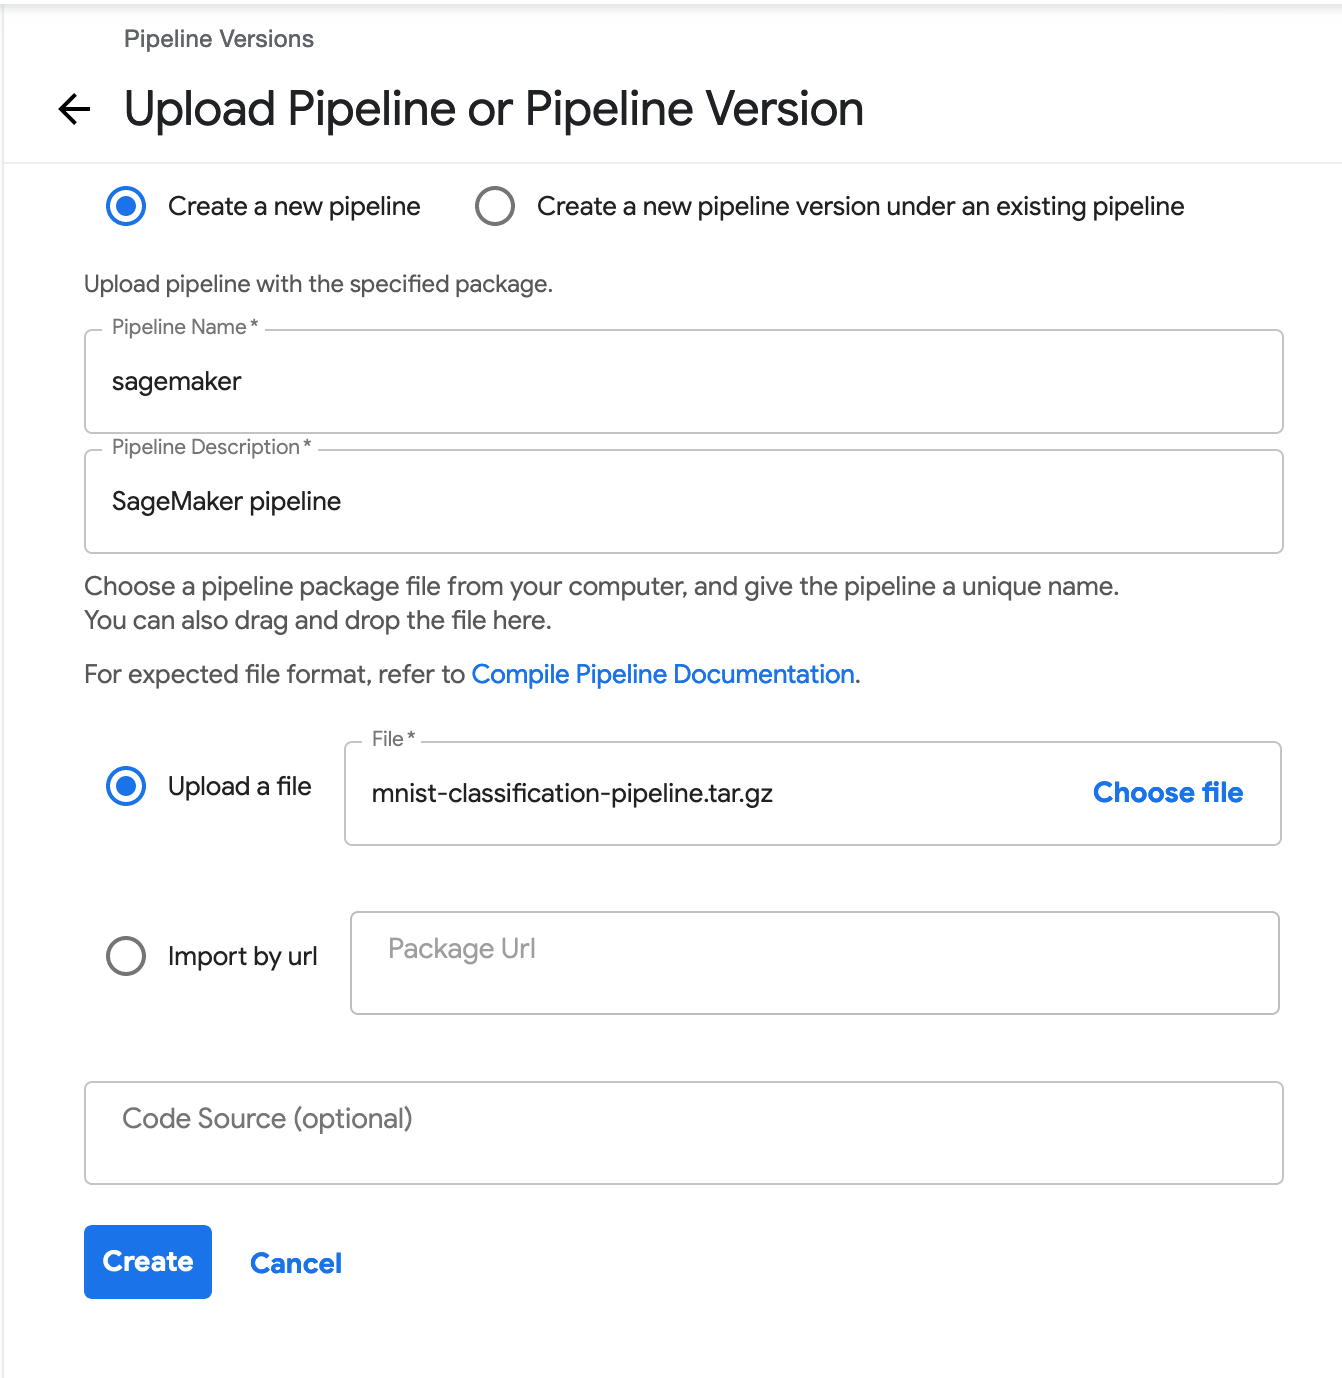 Pipeline Versions
Upload Pipeline or Pipeline Version
Create a new pipeline
Create a new pipeline version under an existing pipeline
Upload pipeline with the specified package.
Pipeline Name*
sagemaker
Pipeline Description*
SageMaker pipeline
Choose a pipeline package file from your computer, and give the pipeline a unique name.
You can also drag and drop the file here.
For expected file format, refer to Compile Pipeline Documentation.
File*
Upload a file
mnist-classification-pipeline.tar.gz
Choose file
Import by url
Package Url
Code Source (optional)
Create
Cancel